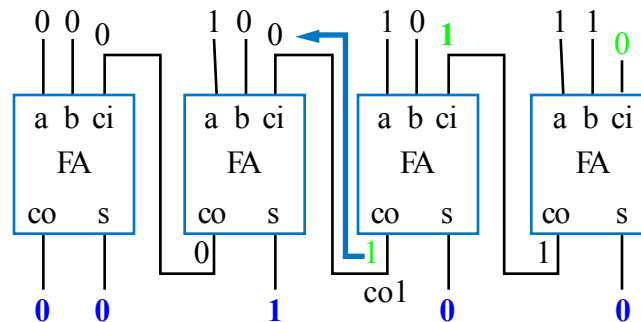 0 0 0 1 0 0 1 0 1 1 1 0
a b ci a b ci a b ci a b ci
FA FA FA FA
co s co s co s co s
0 1 1
co1
0 0 1 0 0